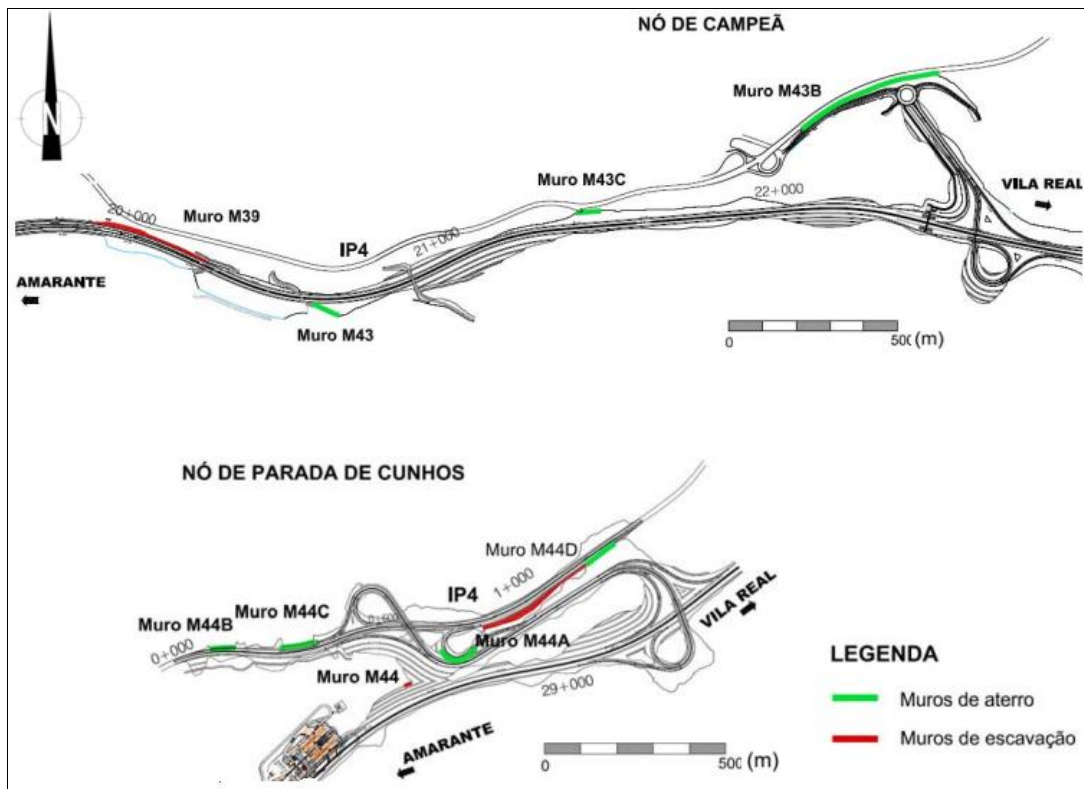 NÓ DE CAMPEÃ
N
Muro M43B
Muro M43C
VILA REAL
22+000
Muro M39
20+000
IP4
21+000
AMARANTE
Muro M43
0
500 (m)
NÓ DE PARADA DE CUNHOS
Muro M44D
IP4
1+000
Muro M44C
Muro M44B
0+500
0+000
Muro M44A
VILA REAL
Muro M44
29+000
AMARANTE
0
500 (m)
LEGENDA
Muros de aterro
Muros de escavação